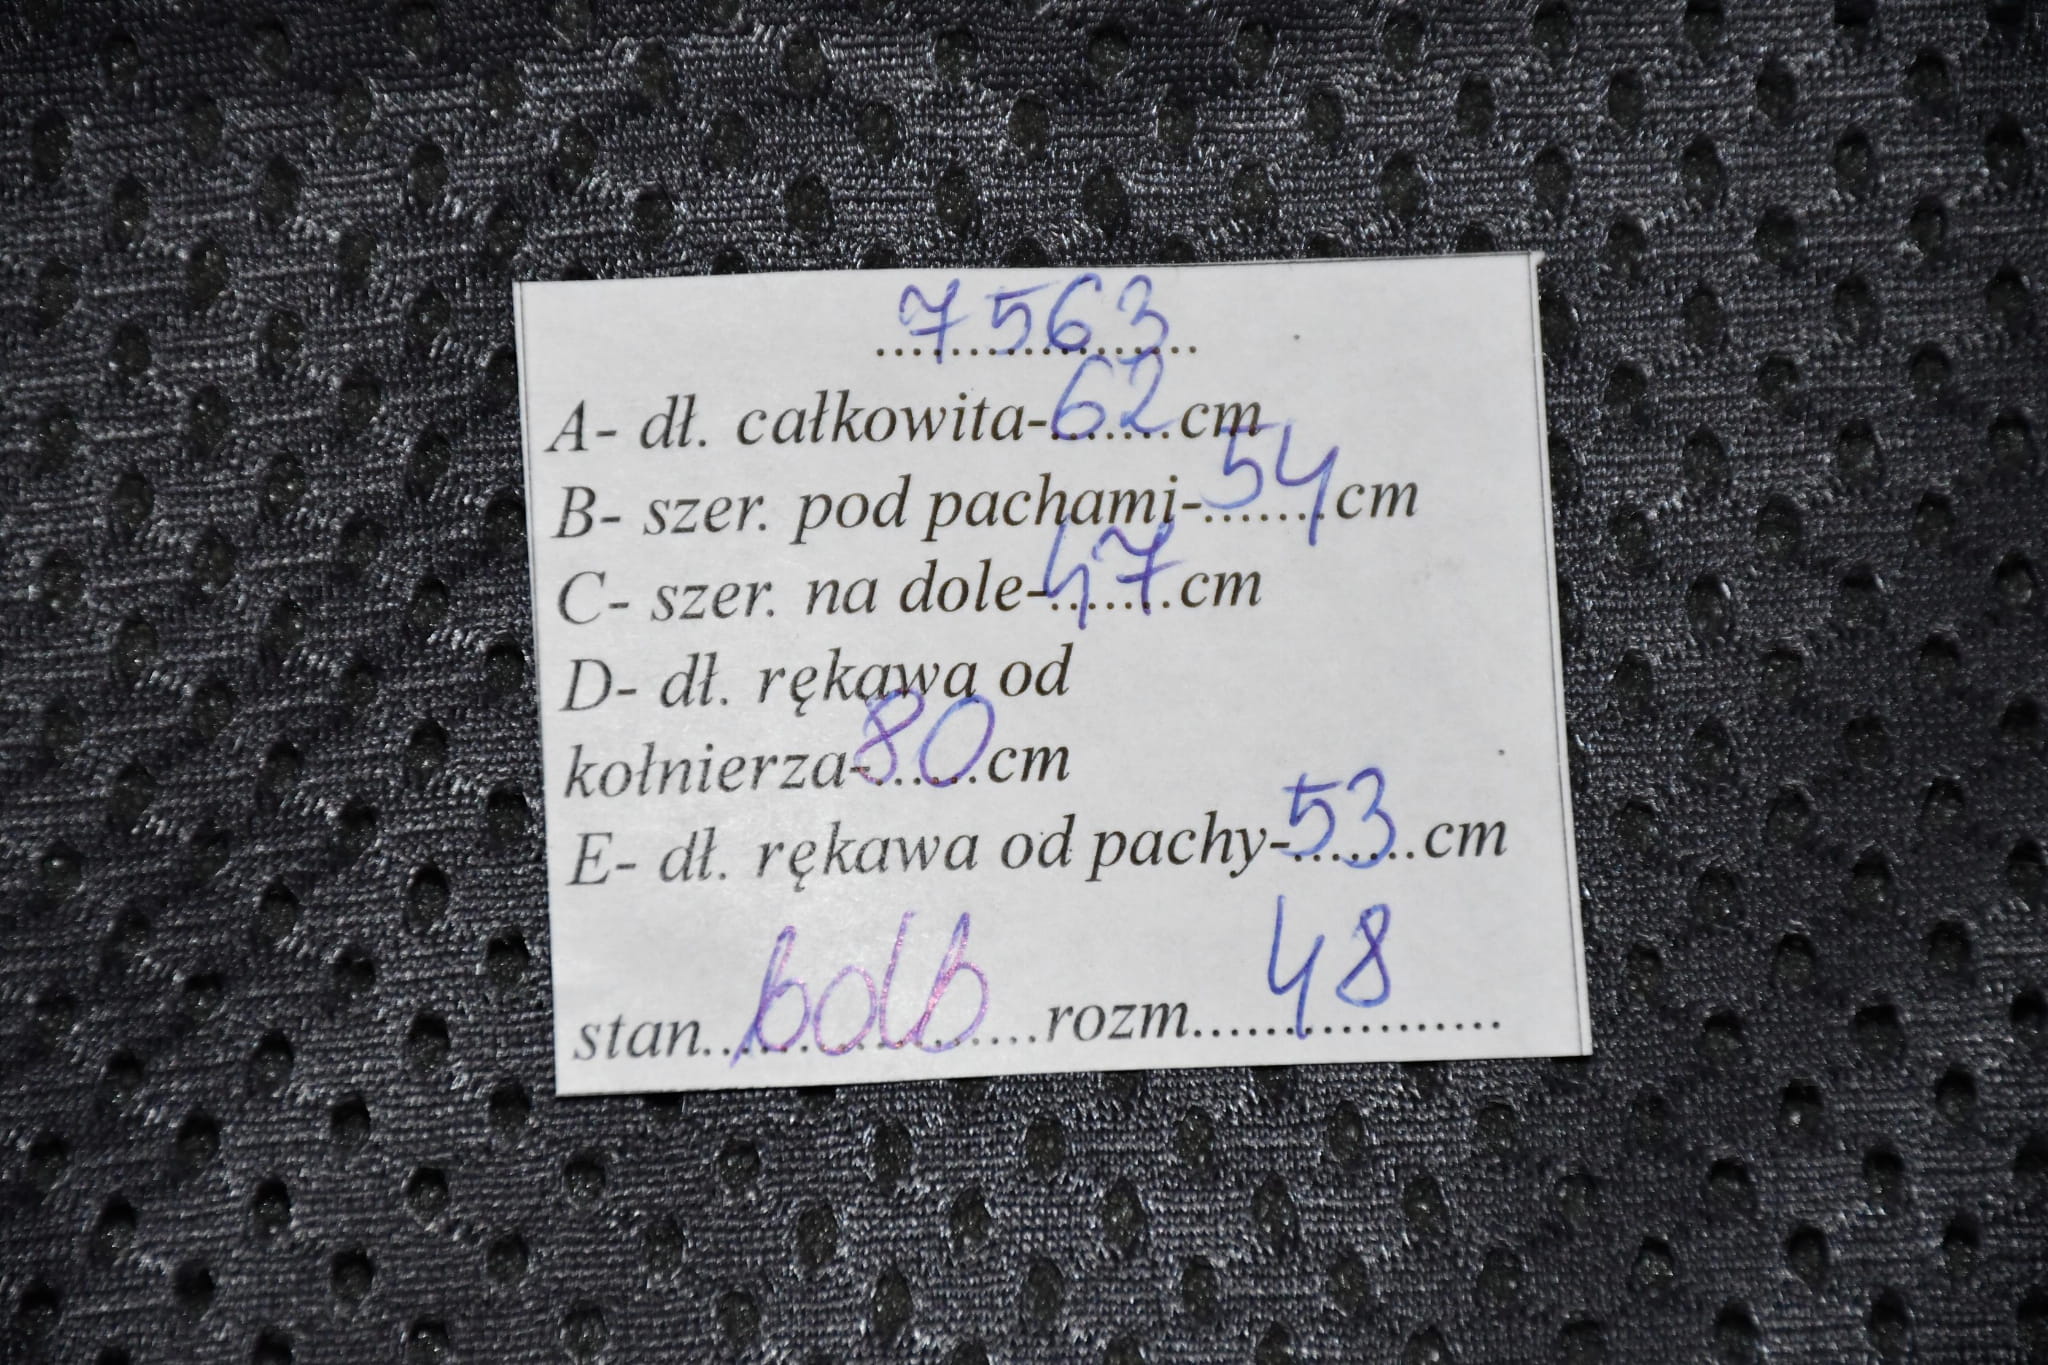 7563
A- dł. całkowita-62cm
B- szer. pod pachami-54cm
C- szer. na dole-47cm
D- dł. rękawa od
kołnierza-80cm
E- dł. rękawa od pachy-53cm
stan.......bdb.......rozm.......48.......